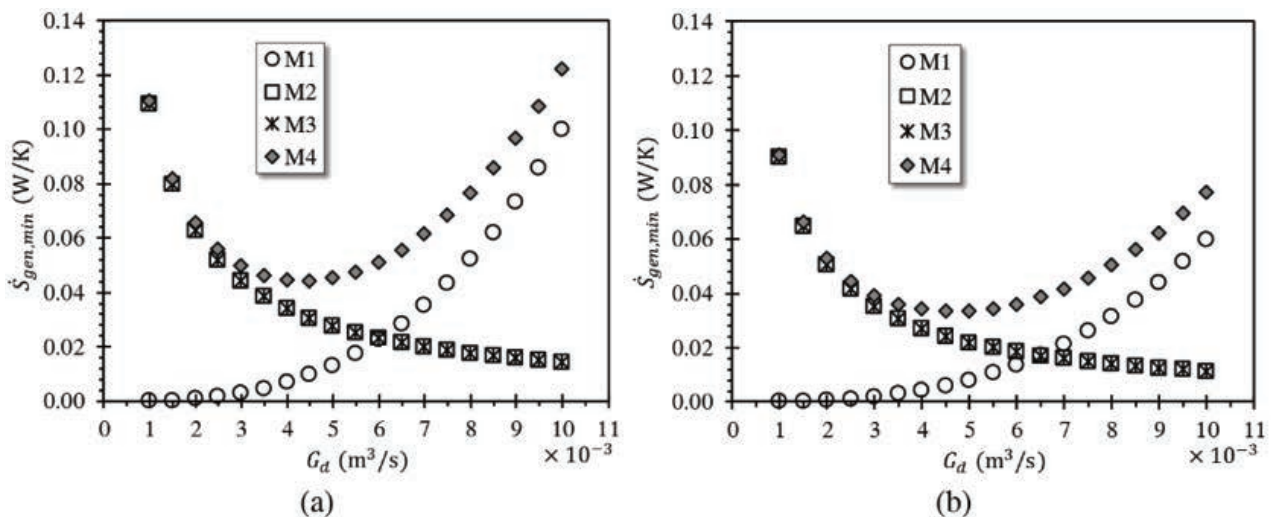 0.14
0.12
0.10
0.08
0.06
0.04
0.02
0.00
Ṡgen,min (W/K)
M1
M2
M3
M4
0 1 2 3 4 5 6 7 8 9 10 11
G_d (m³/s) × 10⁻³
(a)
0.14
0.12
0.10
0.08
0.06
0.04
0.02
0.00
Ṡgen,min (W/K)
M1
M2
M3
M4
0 1 2 3 4 5 6 7 8 9 10 11
G_d (m³/s) × 10⁻³
(b)